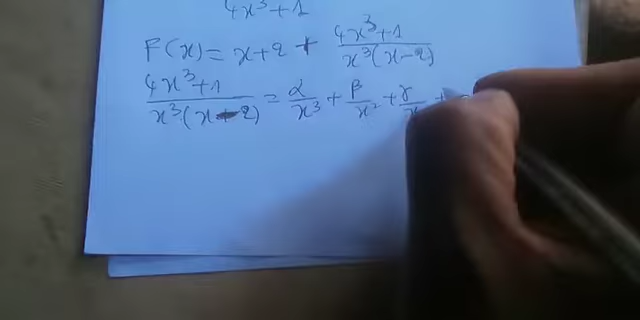 4x³+1
F(x) = x+2 + 4x³+1 / x³(x-2)
4x³+1 / x³(x-2) = α/x³ + β/x² + γ/x +